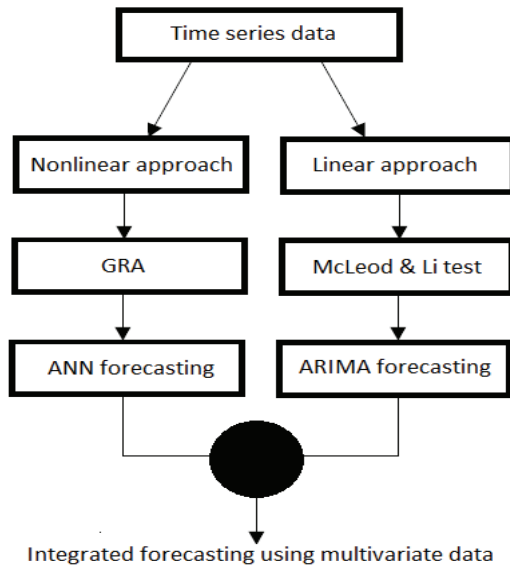 Time series data
Nonlinear approach
Linear approach
GRA
McLeod & Li test
ANN forecasting
ARIMA forecasting
Integrated forecasting using multivariate data